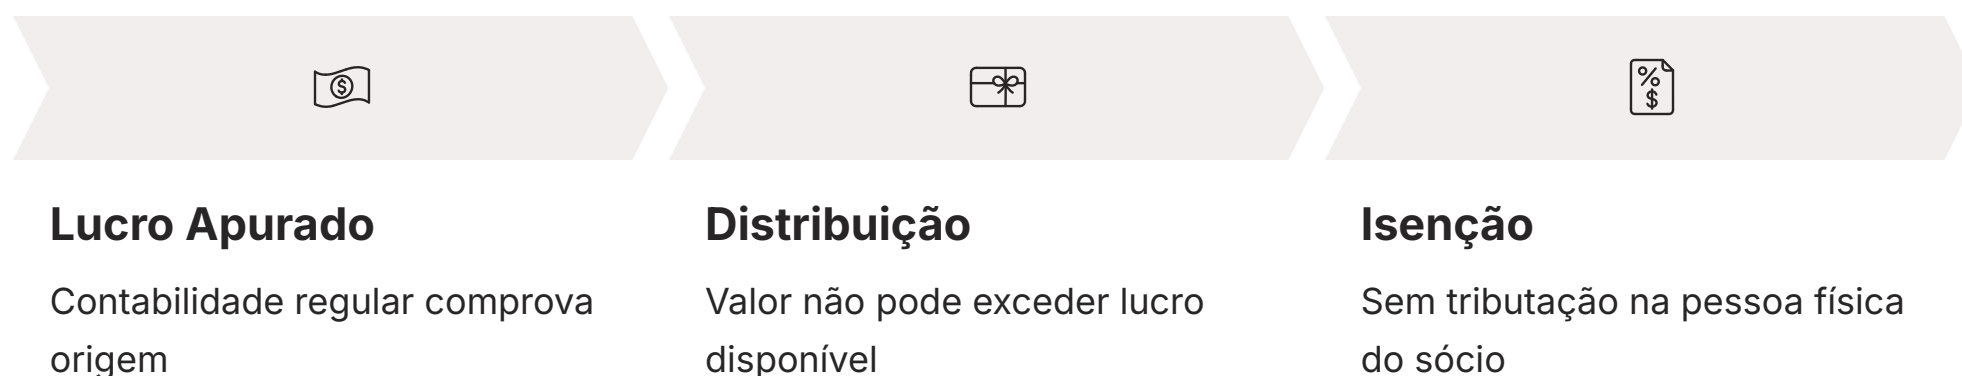 Lucro Apurado
Contabilidade regular comprova
origem
Distribuição
Valor não pode exceder lucro
disponível
Isenção
Sem tributação na pessoa física
do sócio